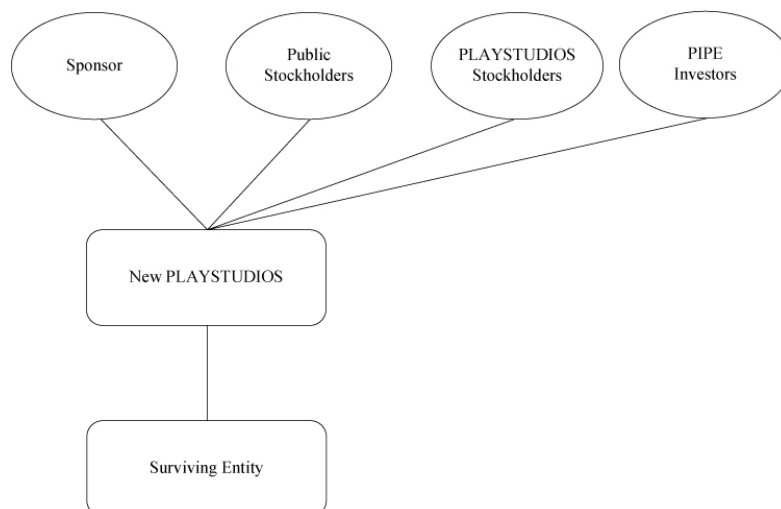 Sponsor
Public
Stockholders
PLAYSTUDIOS
Stockholders
PIPE
Investors
New PLAYSTUDIOS
Surviving Entity